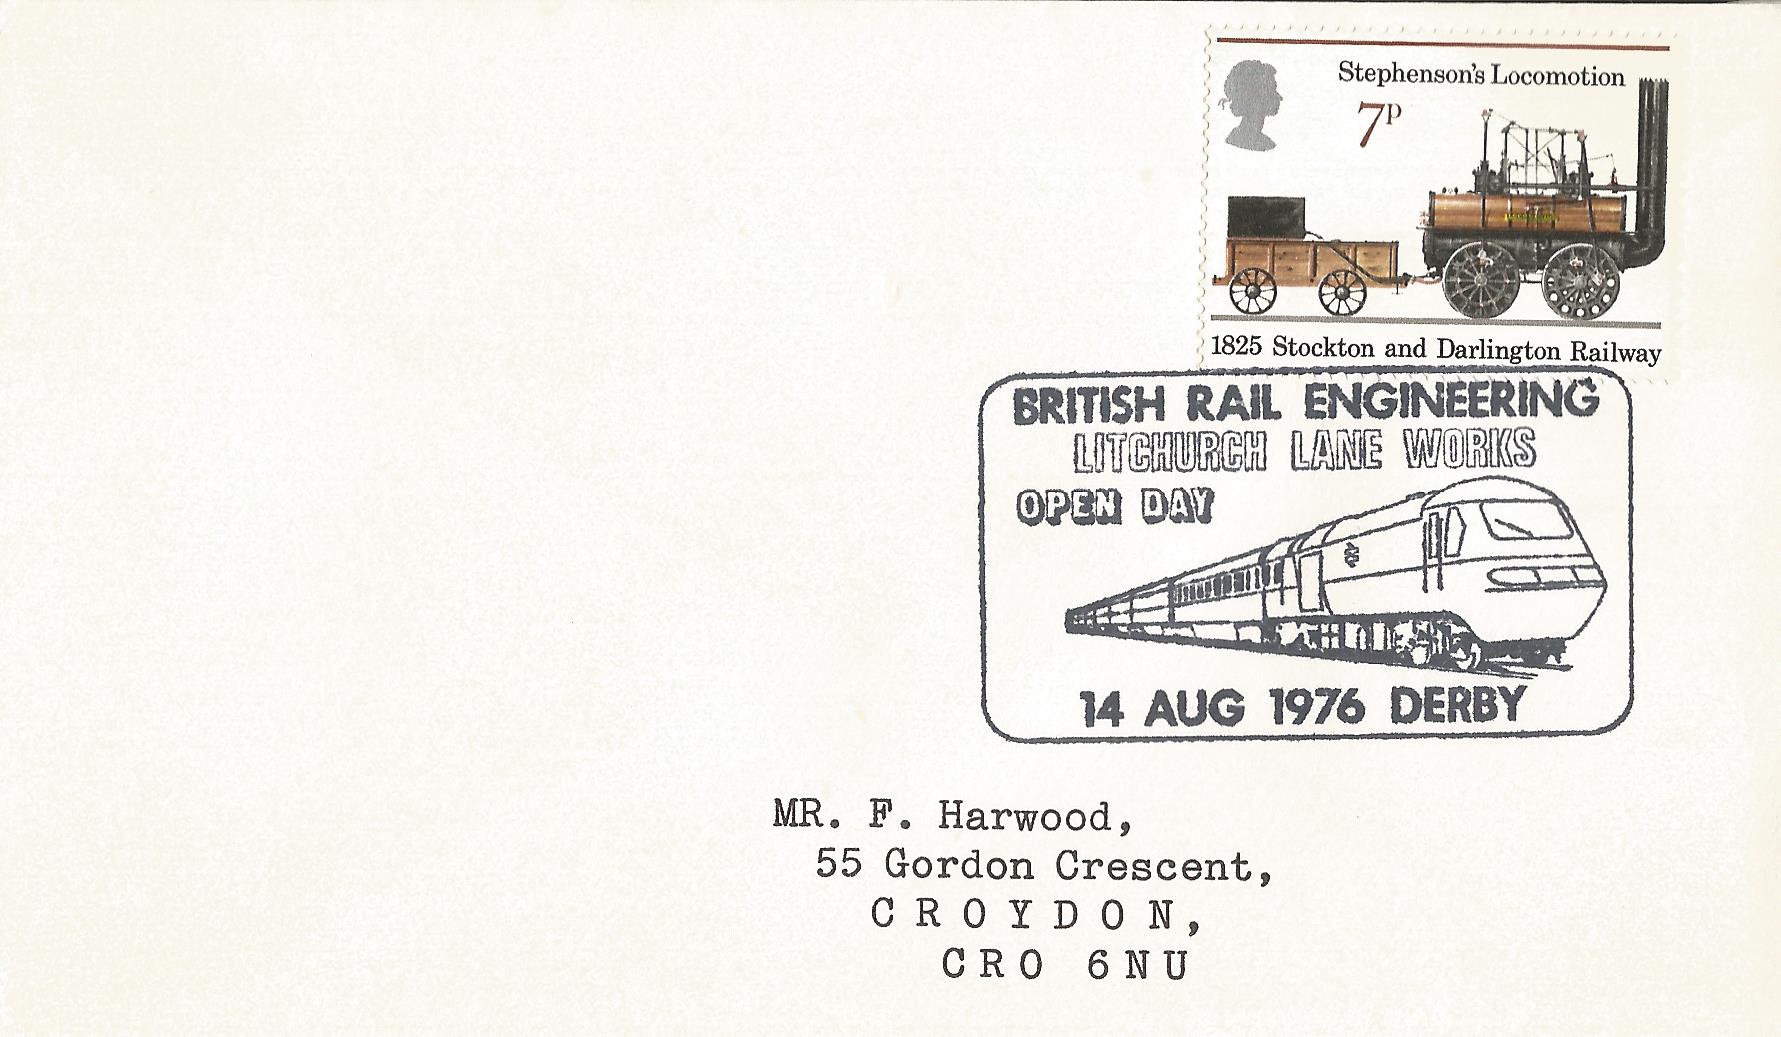 Stephenson's Locomotion
7p
1825 Stockton and Darlington Railway
BRITISH RAIL ENGINEERING
LITCHURCH LANE WORKS
OPEN DAY
14 AUG 1976 DERBY
MR. F. Harwood,
55 Gordon Crescent,
CROYDON,
CRO 6NU